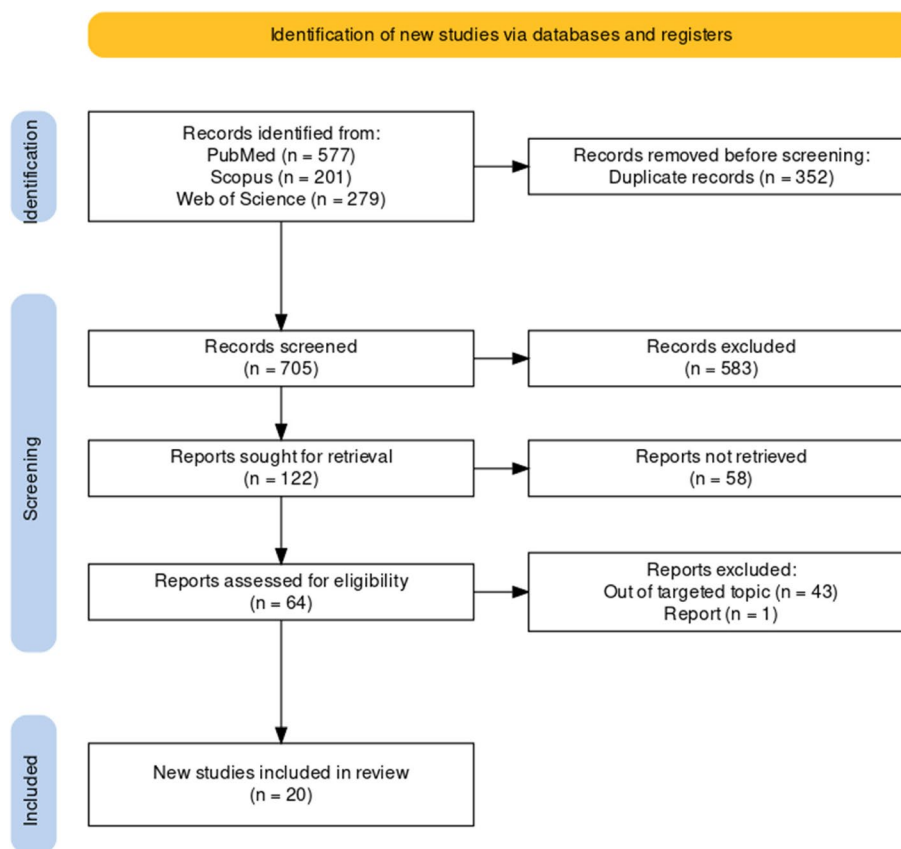 Identification of new studies via databases and registers
Identification
Records identified from:
PubMed (n = 577)
Scopus (n = 201)
Web of Science (n = 279)
Records removed before screening:
Duplicate records (n = 352)
Screening
Records screened
(n = 705)
Records excluded
(n = 583)
Reports sought for retrieval
(n = 122)
Reports not retrieved
(n = 58)
Reports assessed for eligibility
(n = 64)
Reports excluded:
Out of targeted topic (n = 43)
Report (n = 1)
Included
New studies included in review
(n = 20)